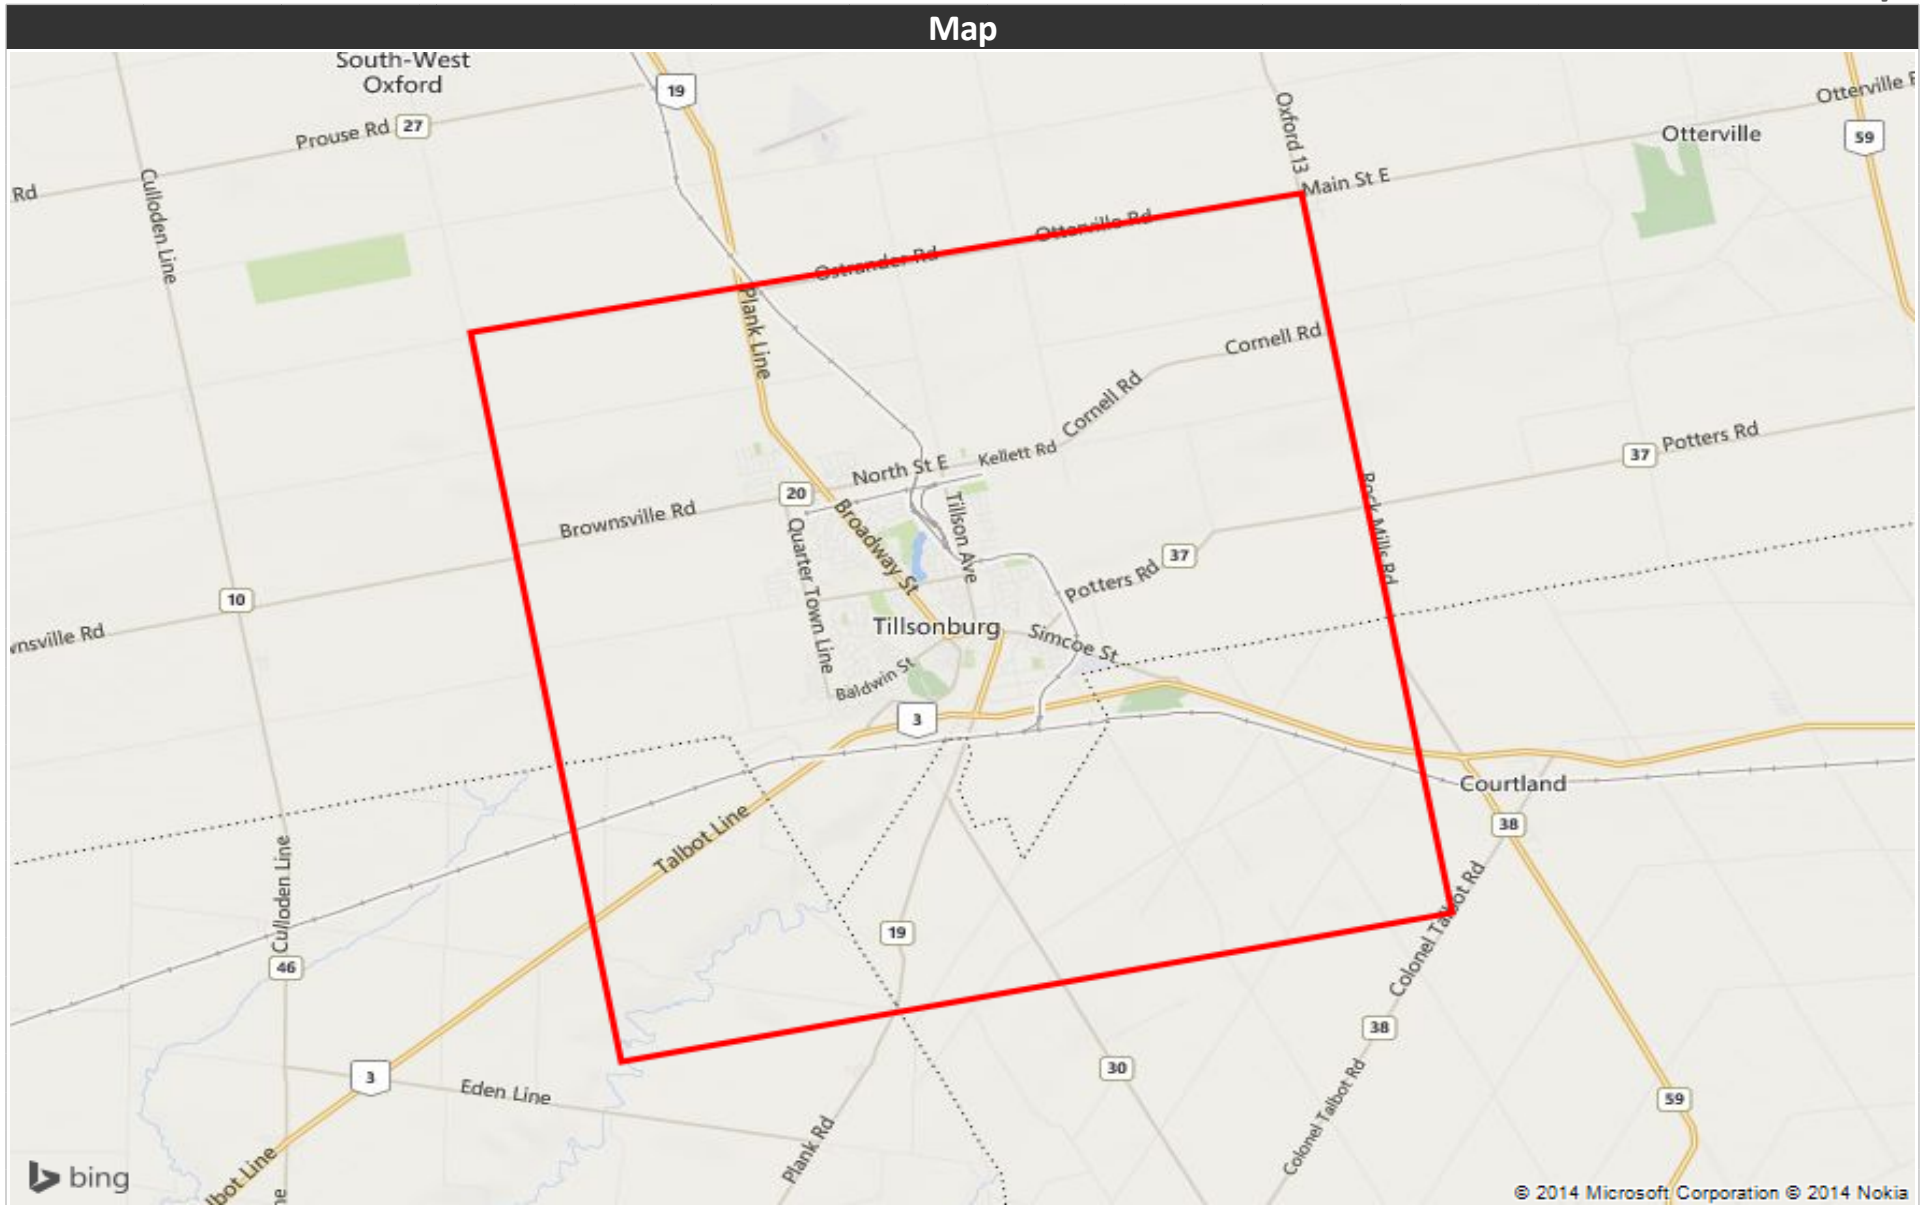 Map
South-West
Oxford
19
Prouse Rd
27
Oxford 13
Otterville
59
Otterville
Main St E
Rd
Culloden Line
Otterville Rd
Ostrander Rd
Plank Line
Cornell Rd
Cornell Rd
Kellett Rd
North St E
20
Brownsville Rd
Broadway St
Tillson Ave
Quarter Town Line
Potters Rd
37
Rock Mills Rd
37
Potters Rd
10
wnsville Rd
Tillsonburg
Simcoe St
Baldwin St
3
Courtland
38
Talbot Line
Culloden Line
46
19
Colonel Talbot Rd
38
Colonel Talbot Rd
30
59
3
Eden Line
Plank Rd
lbot Line
ne
bing
© 2014 Microsoft Corporation © 2014 Nokia